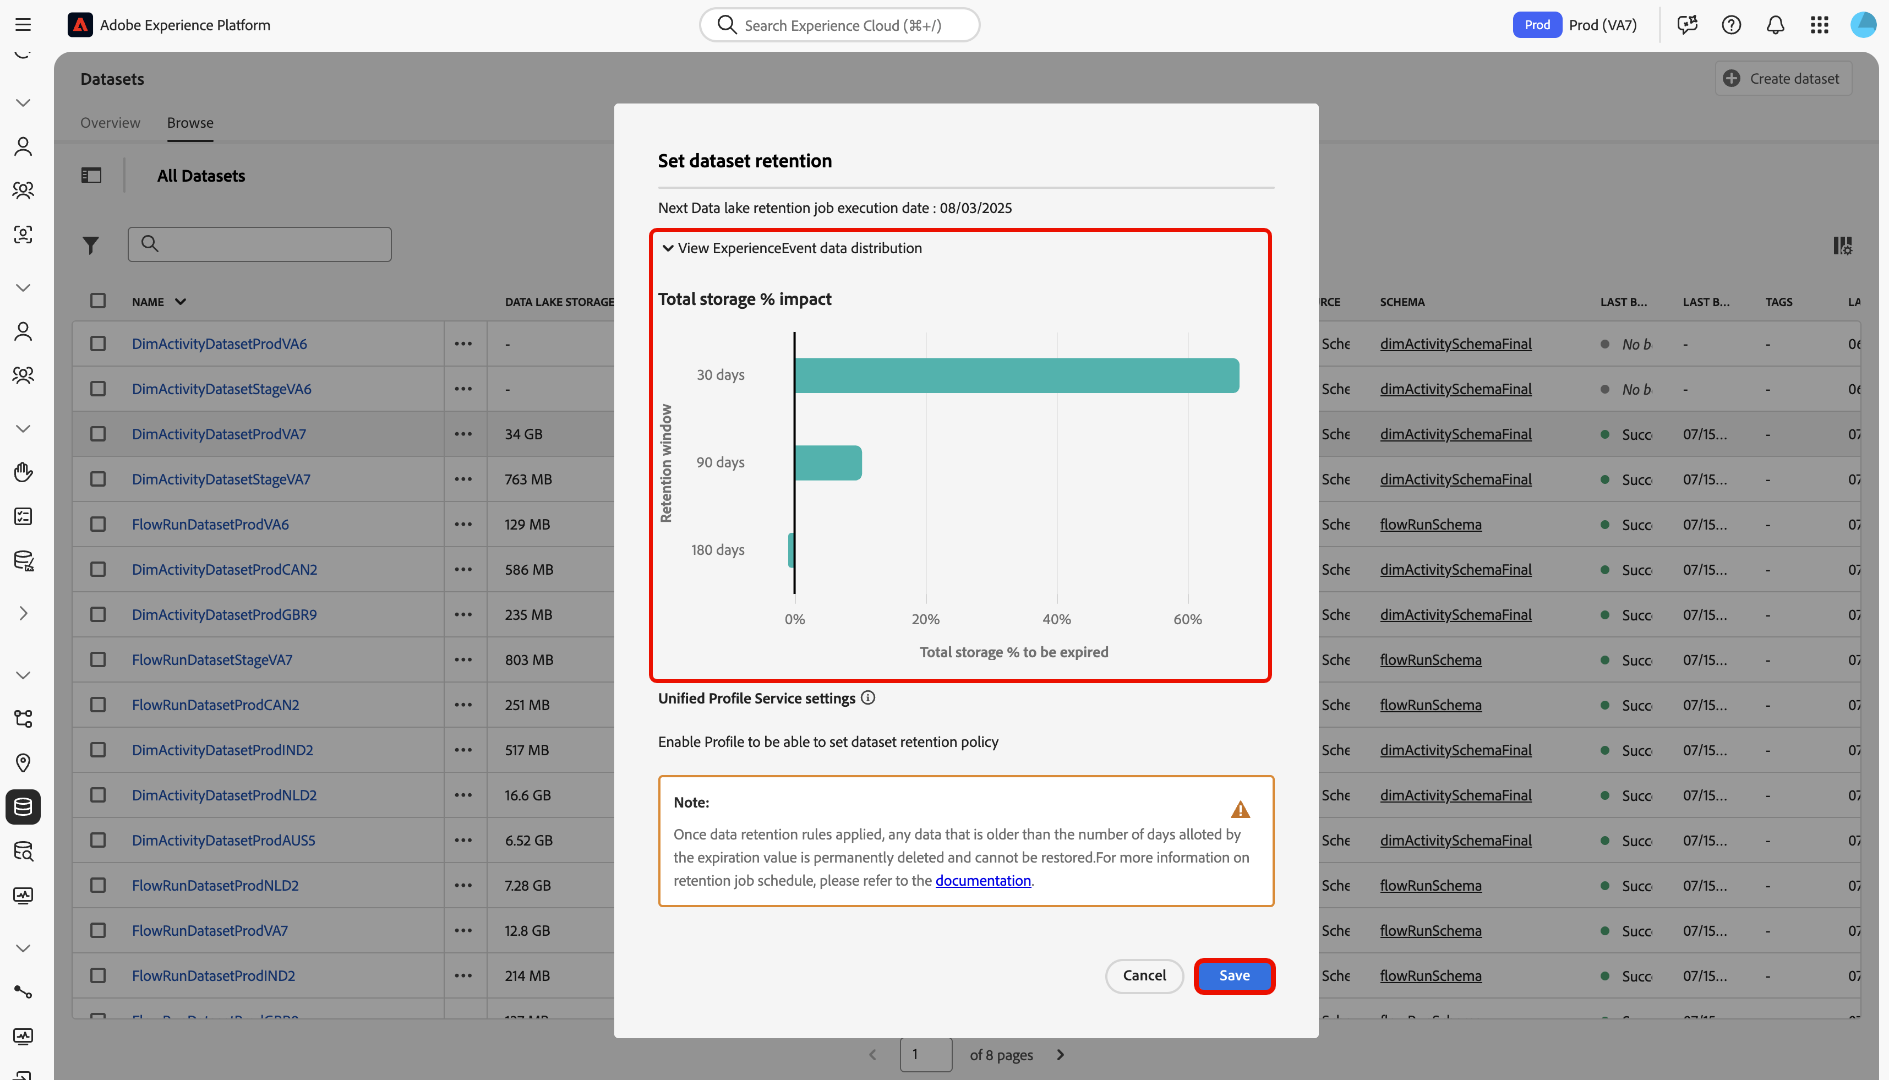 Adobe Experience Platform
Search Experience Cloud (⌘+/)
Prod Prod (VA7)
Datasets
Create dataset
Overview Browse
All Datasets
NAME DATA LAKE STORAGE RCE SCHEMA LAST B... LAST B... TAGS LA
DimActivityDatasetProdVA6 ••• - Sche dimActivitySchemaFinal No b - - 06
DimActivityDatasetStageVA6 ••• - Sche dimActivitySchemaFinal No b - - 06
DimActivityDatasetProdVA7 ••• 34 GB Sche dimActivitySchemaFinal Succ 07/15... - 07
DimActivityDatasetStageVA7 ••• 763 MB Sche dimActivitySchemaFinal Succ 07/15... - 07
FlowRunDatasetProdVA6 ••• 129 MB Sche flowRunSchema Succ 07/15... - 07
DimActivityDatasetProdCAN2 ••• 586 MB Sche dimActivitySchemaFinal Succ 07/15... - 07
DimActivityDatasetProdGBR9 ••• 235 MB Sche dimActivitySchemaFinal Succ 07/15... - 07
FlowRunDatasetStageVA7 ••• 803 MB Sche flowRunSchema Succ 07/15... - 07
FlowRunDatasetProdCAN2 ••• 251 MB Sche flowRunSchema Succ 07/15... - 07
DimActivityDatasetProdIND2 ••• 517 MB Sche dimActivitySchemaFinal Succ 07/15... - 07
DimActivityDatasetProdNLD2 ••• 16.6 GB Sche dimActivitySchemaFinal Succ 07/15... - 07
DimActivityDatasetProdAUS5 ••• 6.52 GB Sche dimActivitySchemaFinal Succ 07/15... - 07
FlowRunDatasetProdNLD2 ••• 7.28 GB Sche flowRunSchema Succ 07/15... - 07
FlowRunDatasetProdVA7 ••• 12.8 GB Sche flowRunSchema Succ 07/15... - 07
FlowRunDatasetProdIND2 ••• 214 MB Sche flowRunSchema Succ 07/15... - 07
1 of 8 pages
Set dataset retention
Next Data lake retention job execution date : 08/03/2025
View ExperienceEvent data distribution
Total storage % impact
Retention window
30 days
90 days
180 days
0% 20% 40% 60%
Total storage % to be expired
Unified Profile Service settings
Enable Profile to be able to set dataset retention policy
Note:
Once data retention rules applied, any data that is older than the number of days alloted by
the expiration value is permanently deleted and cannot be restored.For more information on
retention job schedule, please refer to the documentation.
Cancel Save